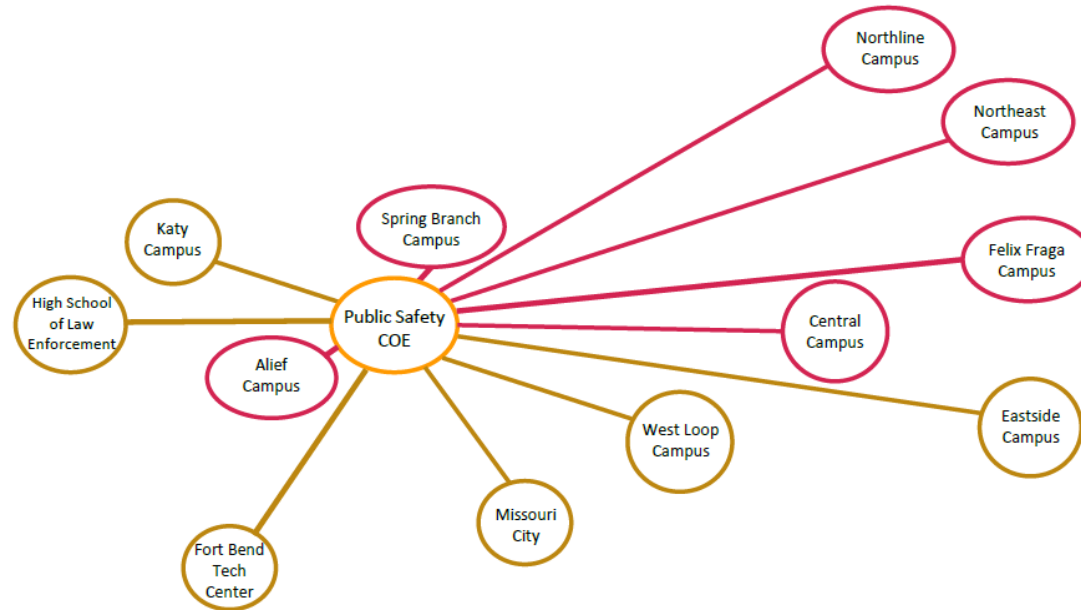 Northline
Campus
Northeast
Campus
Spring Branch
Campus
Katy
Campus
Felix Fraga
Campus
High School
of Law
Enforcement
Public Safety
COE
Central
Campus
Alief
Campus
Eastside
Campus
West Loop
Campus
Missouri
City
Fort Bend
Tech
Center